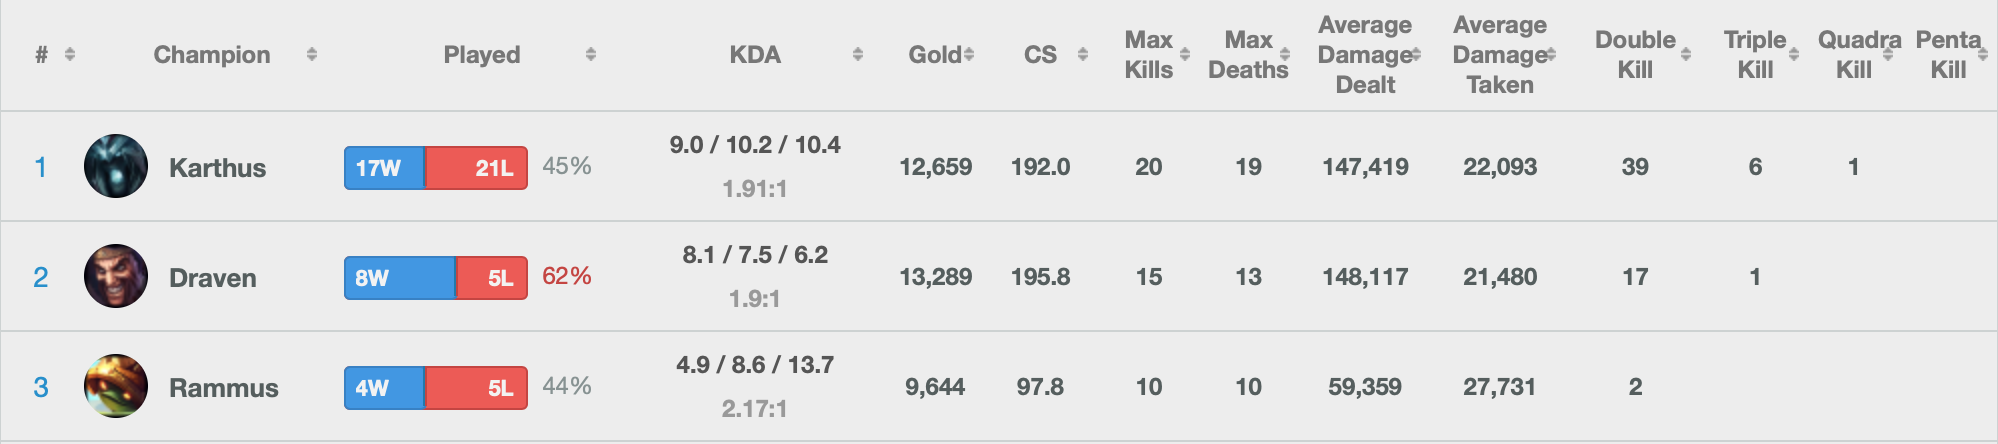 # Champion Played KDA Gold CS Max Kills Max Deaths Average Damage Dealt Average Damage Taken Double Kill Triple Kill Quadra Kill Penta Kill
1 Karthus 17W 21L 45% 9.0 / 10.2 / 10.4 12,659 192.0 20 19 147,419 22,093 39 6 1
1.91:1
2 Draven 8W 5L 62% 8.1 / 7.5 / 6.2 13,289 195.8 15 13 148,117 21,480 17 1
1.9:1
3 Rammus 4W 5L 44% 4.9 / 8.6 / 13.7 9,644 97.8 10 10 59,359 27,731 2
2.17:1